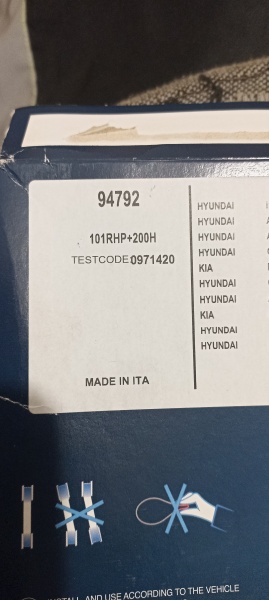 94792
101RHP+200H
TESTCODE:0971420
MADE IN ITA
HYUNDAI
HYUNDAI
HYUNDAI
HYUNDAI
KIA
HYUNDAI
HYUNDAI
KIA
HYUNDAI
HYUNDAI
AND USE ACCORDING TO THE VEHICLE